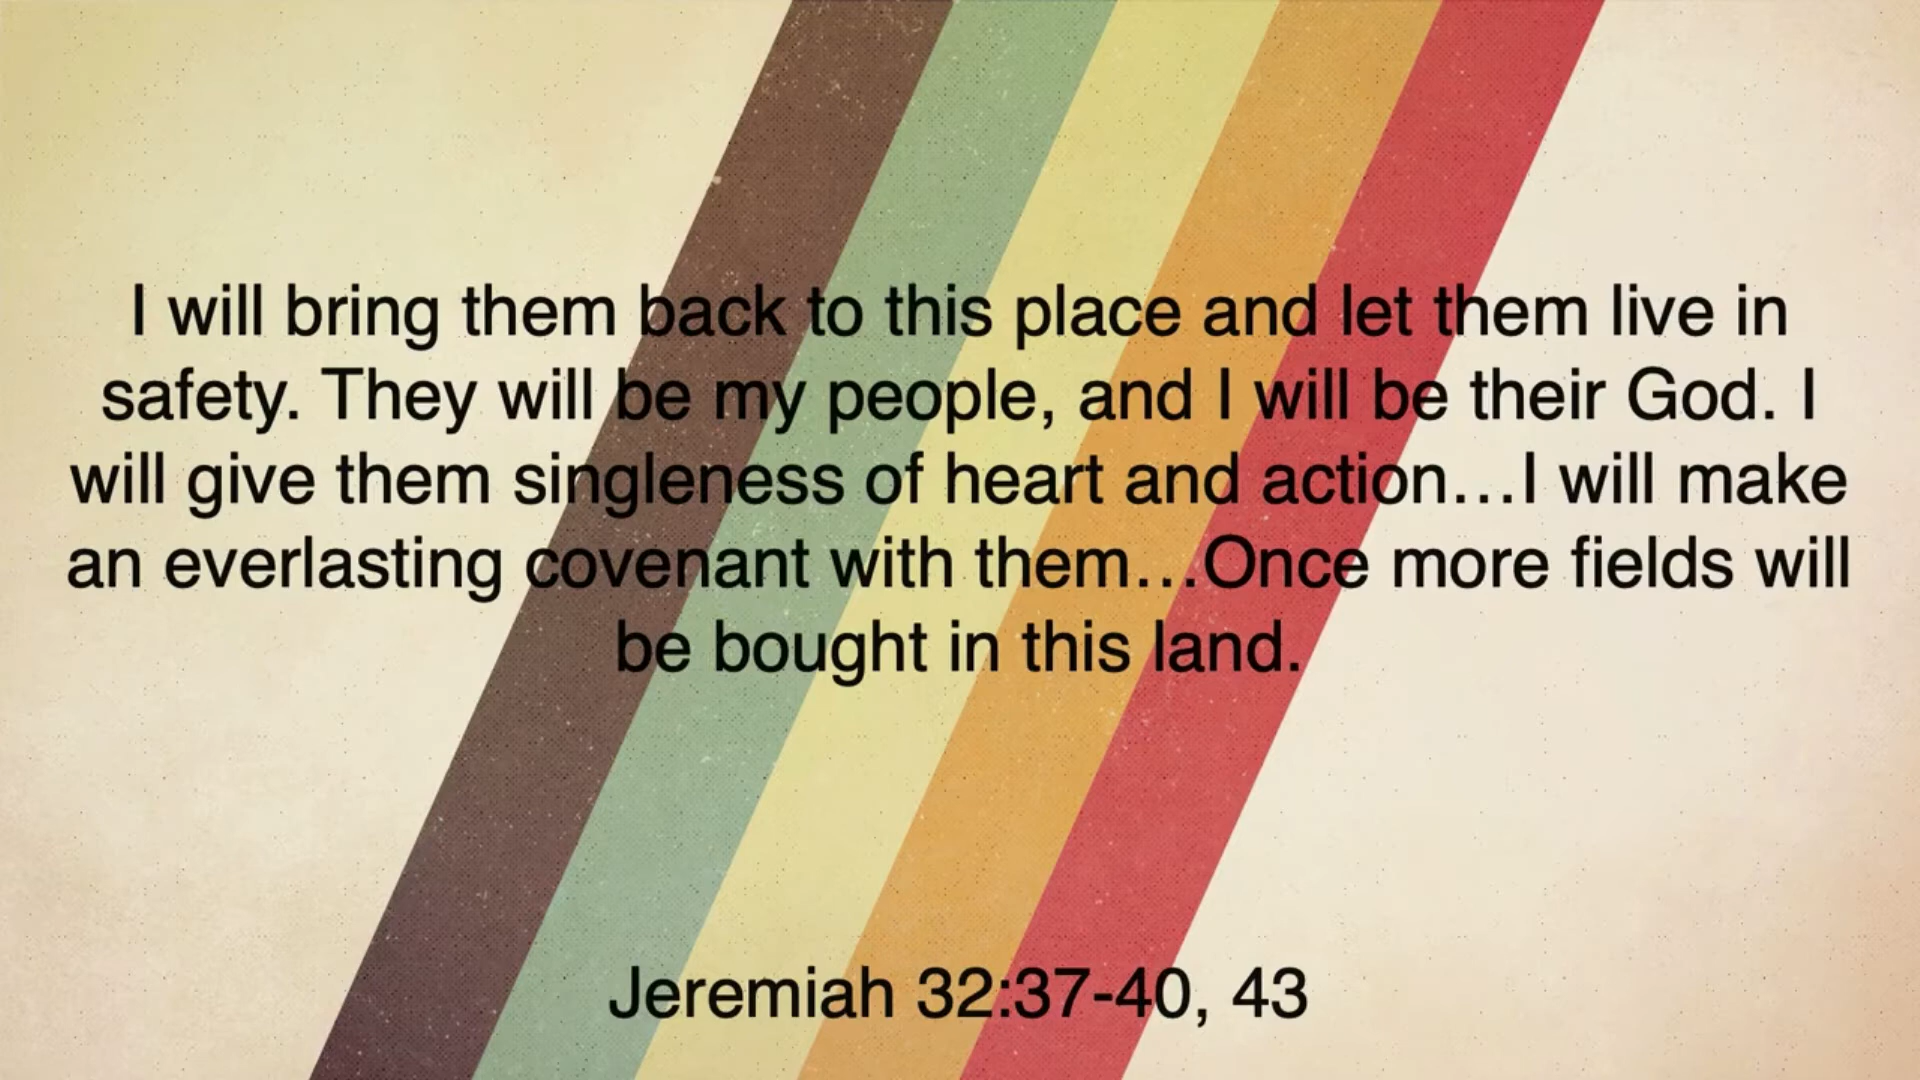 I will bring them back to this place and let them live in
safety. They will be my people, and I will be their God. I
will give them singleness of heart and action…I will make
an everlasting covenant with them…Once more fields will
be bought in this land.
Jeremiah 32:37-40, 43